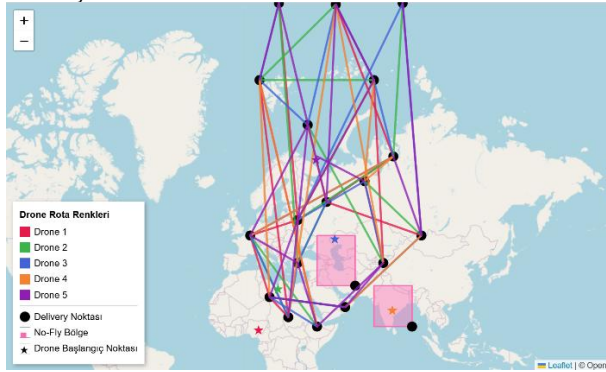 +
−
Drone Rota Renkleri
Drone 1
Drone 2
Drone 3
Drone 4
Drone 5
Delivery Noktası
No-Fly Bölge
Drone Başlangıç Noktası
Leaflet | © Open